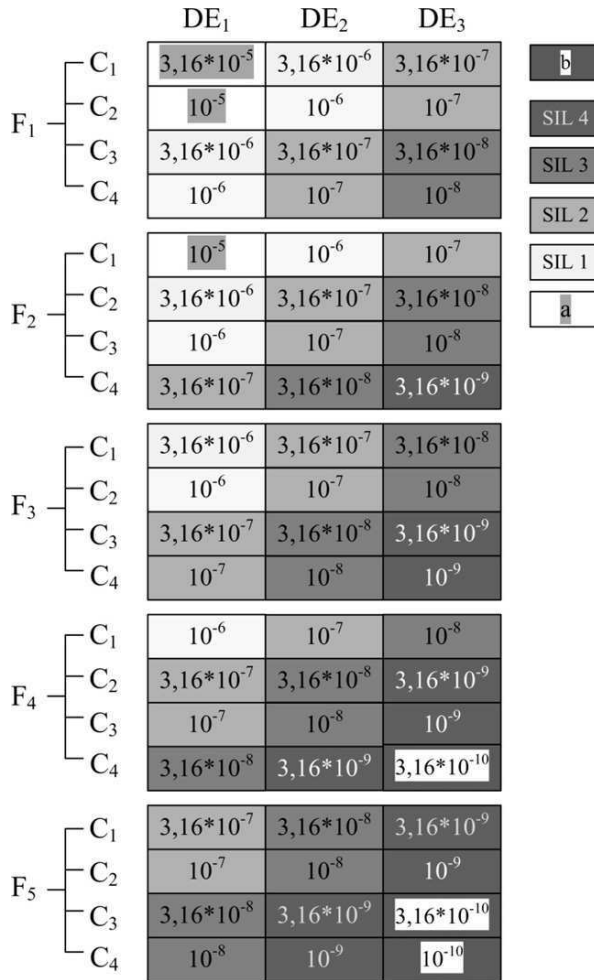 DE₁ DE₂ DE₃
F₁
C₁ 3,16*10⁻⁵ 3,16*10⁻⁶ 3,16*10⁻⁷
C₂ 10⁻⁵ 10⁻⁶ 10⁻⁷
C₃ 3,16*10⁻⁶ 3,16*10⁻⁷ 3,16*10⁻⁸
C₄ 10⁻⁶ 10⁻⁷ 10⁻⁸
F₂
C₁ 10⁻⁵ 10⁻⁶ 10⁻⁷
C₂ 3,16*10⁻⁶ 3,16*10⁻⁷ 3,16*10⁻⁸
C₃ 10⁻⁶ 10⁻⁷ 10⁻⁸
C₄ 3,16*10⁻⁷ 3,16*10⁻⁸ 3,16*10⁻⁹
F₃
C₁ 3,16*10⁻⁶ 3,16*10⁻⁷ 3,16*10⁻⁸
C₂ 10⁻⁶ 10⁻⁷ 10⁻⁸
C₃ 3,16*10⁻⁷ 3,16*10⁻⁸ 3,16*10⁻⁹
C₄ 10⁻⁷ 10⁻⁸ 10⁻⁹
F₄
C₁ 10⁻⁶ 10⁻⁷ 10⁻⁸
C₂ 3,16*10⁻⁷ 3,16*10⁻⁸ 3,16*10⁻⁹
C₃ 10⁻⁷ 10⁻⁸ 10⁻⁹
C₄ 3,16*10⁻⁸ 3,16*10⁻⁹ 3,16*10⁻¹⁰
F₅
C₁ 3,16*10⁻⁷ 3,16*10⁻⁸ 3,16*10⁻⁹
C₂ 10⁻⁷ 10⁻⁸ 10⁻⁹
C₃ 3,16*10⁻⁸ 3,16*10⁻⁹ 3,16*10⁻¹⁰
C₄ 10⁻⁸ 10⁻⁹ 10⁻¹⁰
b
SIL 4
SIL 3
SIL 2
SIL 1
a